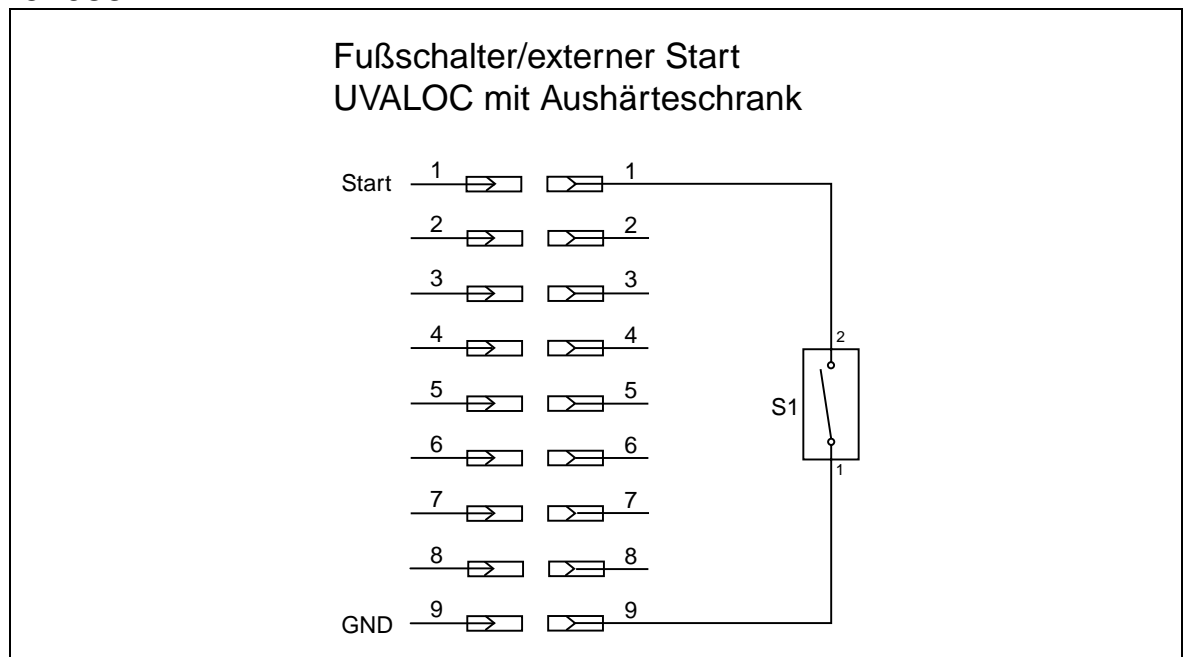 Fußschalter/externer Start
UVALOC mit Aushärteschrank
Start 1 1
2 2
3 3
4 4
5 5
6 6
7 7
8 8
GND 9 9
2
S1
1